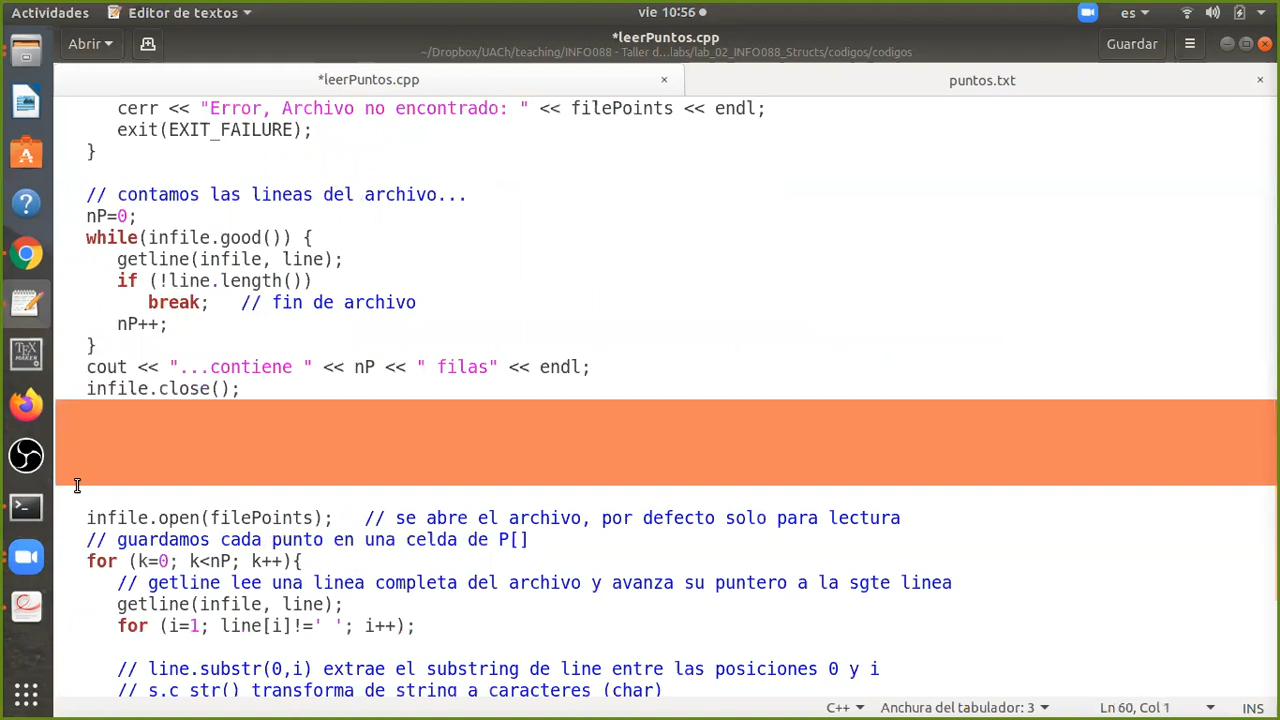 Actividades
Editor de textos
vie 10:56
es
Abrir
*leerPuntos.cpp
~/Dropbox/UACh/teaching/INFO088 - Taller d...labs/lab_02_INFO088_Structs/codigos/codigos
Guardar
*leerPuntos.cpp ×
puntos.txt ×
cerr << "Error, Archivo no encontrado: " << filePoints << endl;
exit(EXIT_FAILURE);
}
// contamos las lineas del archivo...
nP=0;
while(infile.good()) {
getline(infile, line);
if (!line.length())
break;   // fin de archivo
nP++;
}
cout << "...contiene " << nP << " filas" << endl;
infile.close();
infile.open(filePoints);   // se abre el archivo, por defecto solo para lectura
// guardamos cada punto en una celda de P[]
for (k=0; k<nP; k++){
// getline lee una linea completa del archivo y avanza su puntero a la sgte linea
getline(infile, line);
for (i=1; line[i]!=' '; i++);
// line.substr(0,i) extrae el substring de line entre las posiciones 0 y i
// s.c_str() transforma de string a caracteres (char)
C++
Anchura del tabulador: 3
Ln 60, Col 1
INS